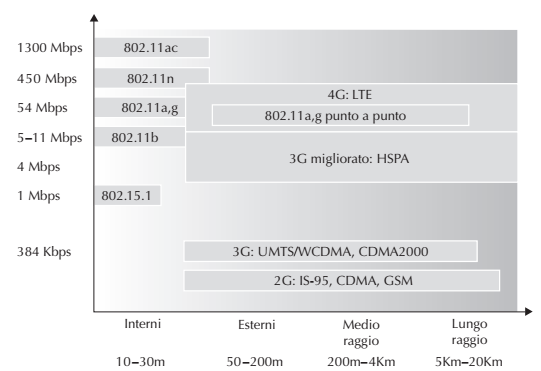 1300 Mbps 802.11ac
450 Mbps 802.11n
4G: LTE
54 Mbps 802.11a,g
802.11a,g punto a punto
5–11 Mbps 802.11b
3G migliorato: HSPA
4 Mbps
1 Mbps 802.15.1
384 Kbps 3G: UMTS/WCDMA, CDMA2000
2G: IS-95, CDMA, GSM
Interni Esterni Medio raggio Lungo raggio
10–30m 50–200m 200m–4Km 5Km–20Km